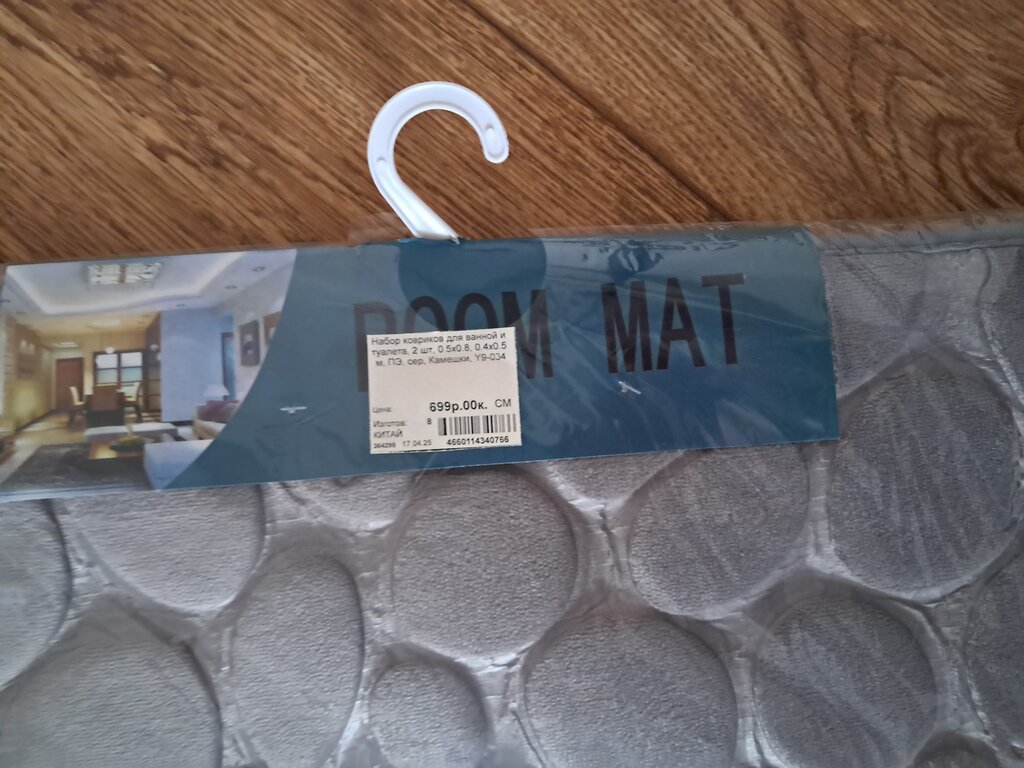 ROOM MAT
Набор ковриков для ванной и
туалета, 2 шт, 0.5х0.8, 0.4х0.5
м, ПЭ, сер, Камешки, Y9-034
Цена: 699р.00к. СМ
Изготов: 8
КИТАЙ
364296 17.04.25 4660114340766